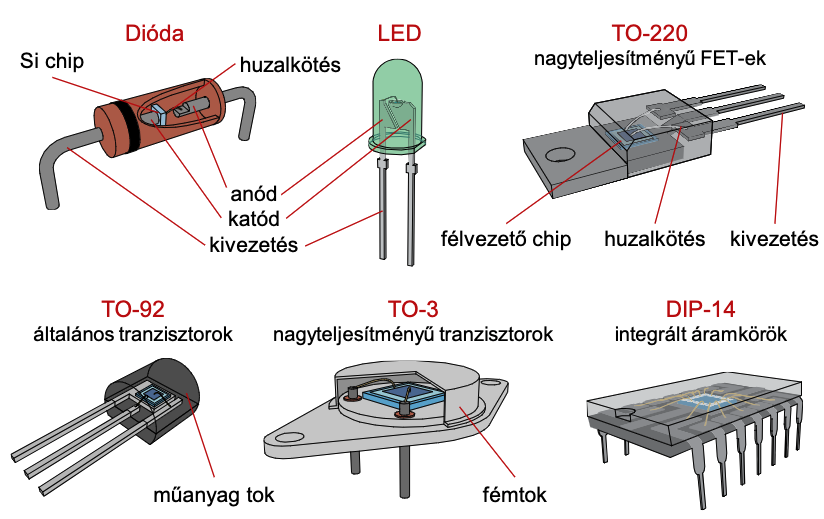 Dióda
LED
TO-220
nagyteljesítményű FET-ek
Si chip
huzalkötés
anód
katód
kivezetés
félvezető chip
huzalkötés
kivezetés
TO-92
általános tranzisztorok
TO-3
nagyteljesítményű tranzisztorok
DIP-14
integrált áramkörök
műanyag tok
fémtok